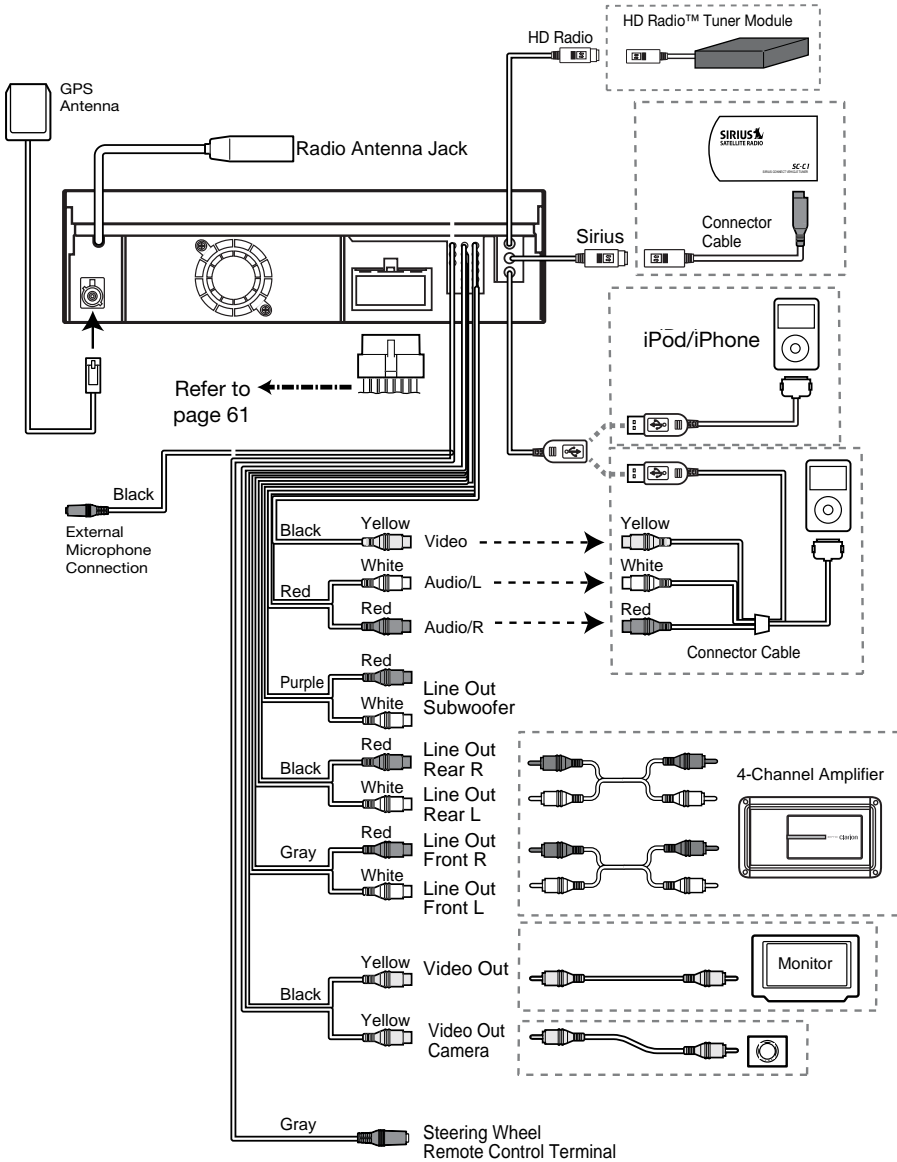 HD Radio™ Tuner Module
HD Radio
GPS
Antenna
Radio Antenna Jack
SIRIUS
SATELLITE RADIO
SC-C1
Sirius
Connector
Cable
iPod/iPhone
Refer to
page 61
Black
External
Microphone
Connection
Black
Yellow
Video
Yellow
White
Audio/L
White
Red
Red
Audio/R
Red
Connector Cable
Purple
Red
White
Line Out
Subwoofer
Black
Red
Line Out
Rear R
White
Line Out
Rear L
4-Channel Amplifier
clarion
Gray
Red
Line Out
Front R
White
Line Out
Front L
Black
Yellow
Video Out
Monitor
Yellow
Video Out
Camera
Gray
Steering Wheel
Remote Control Terminal